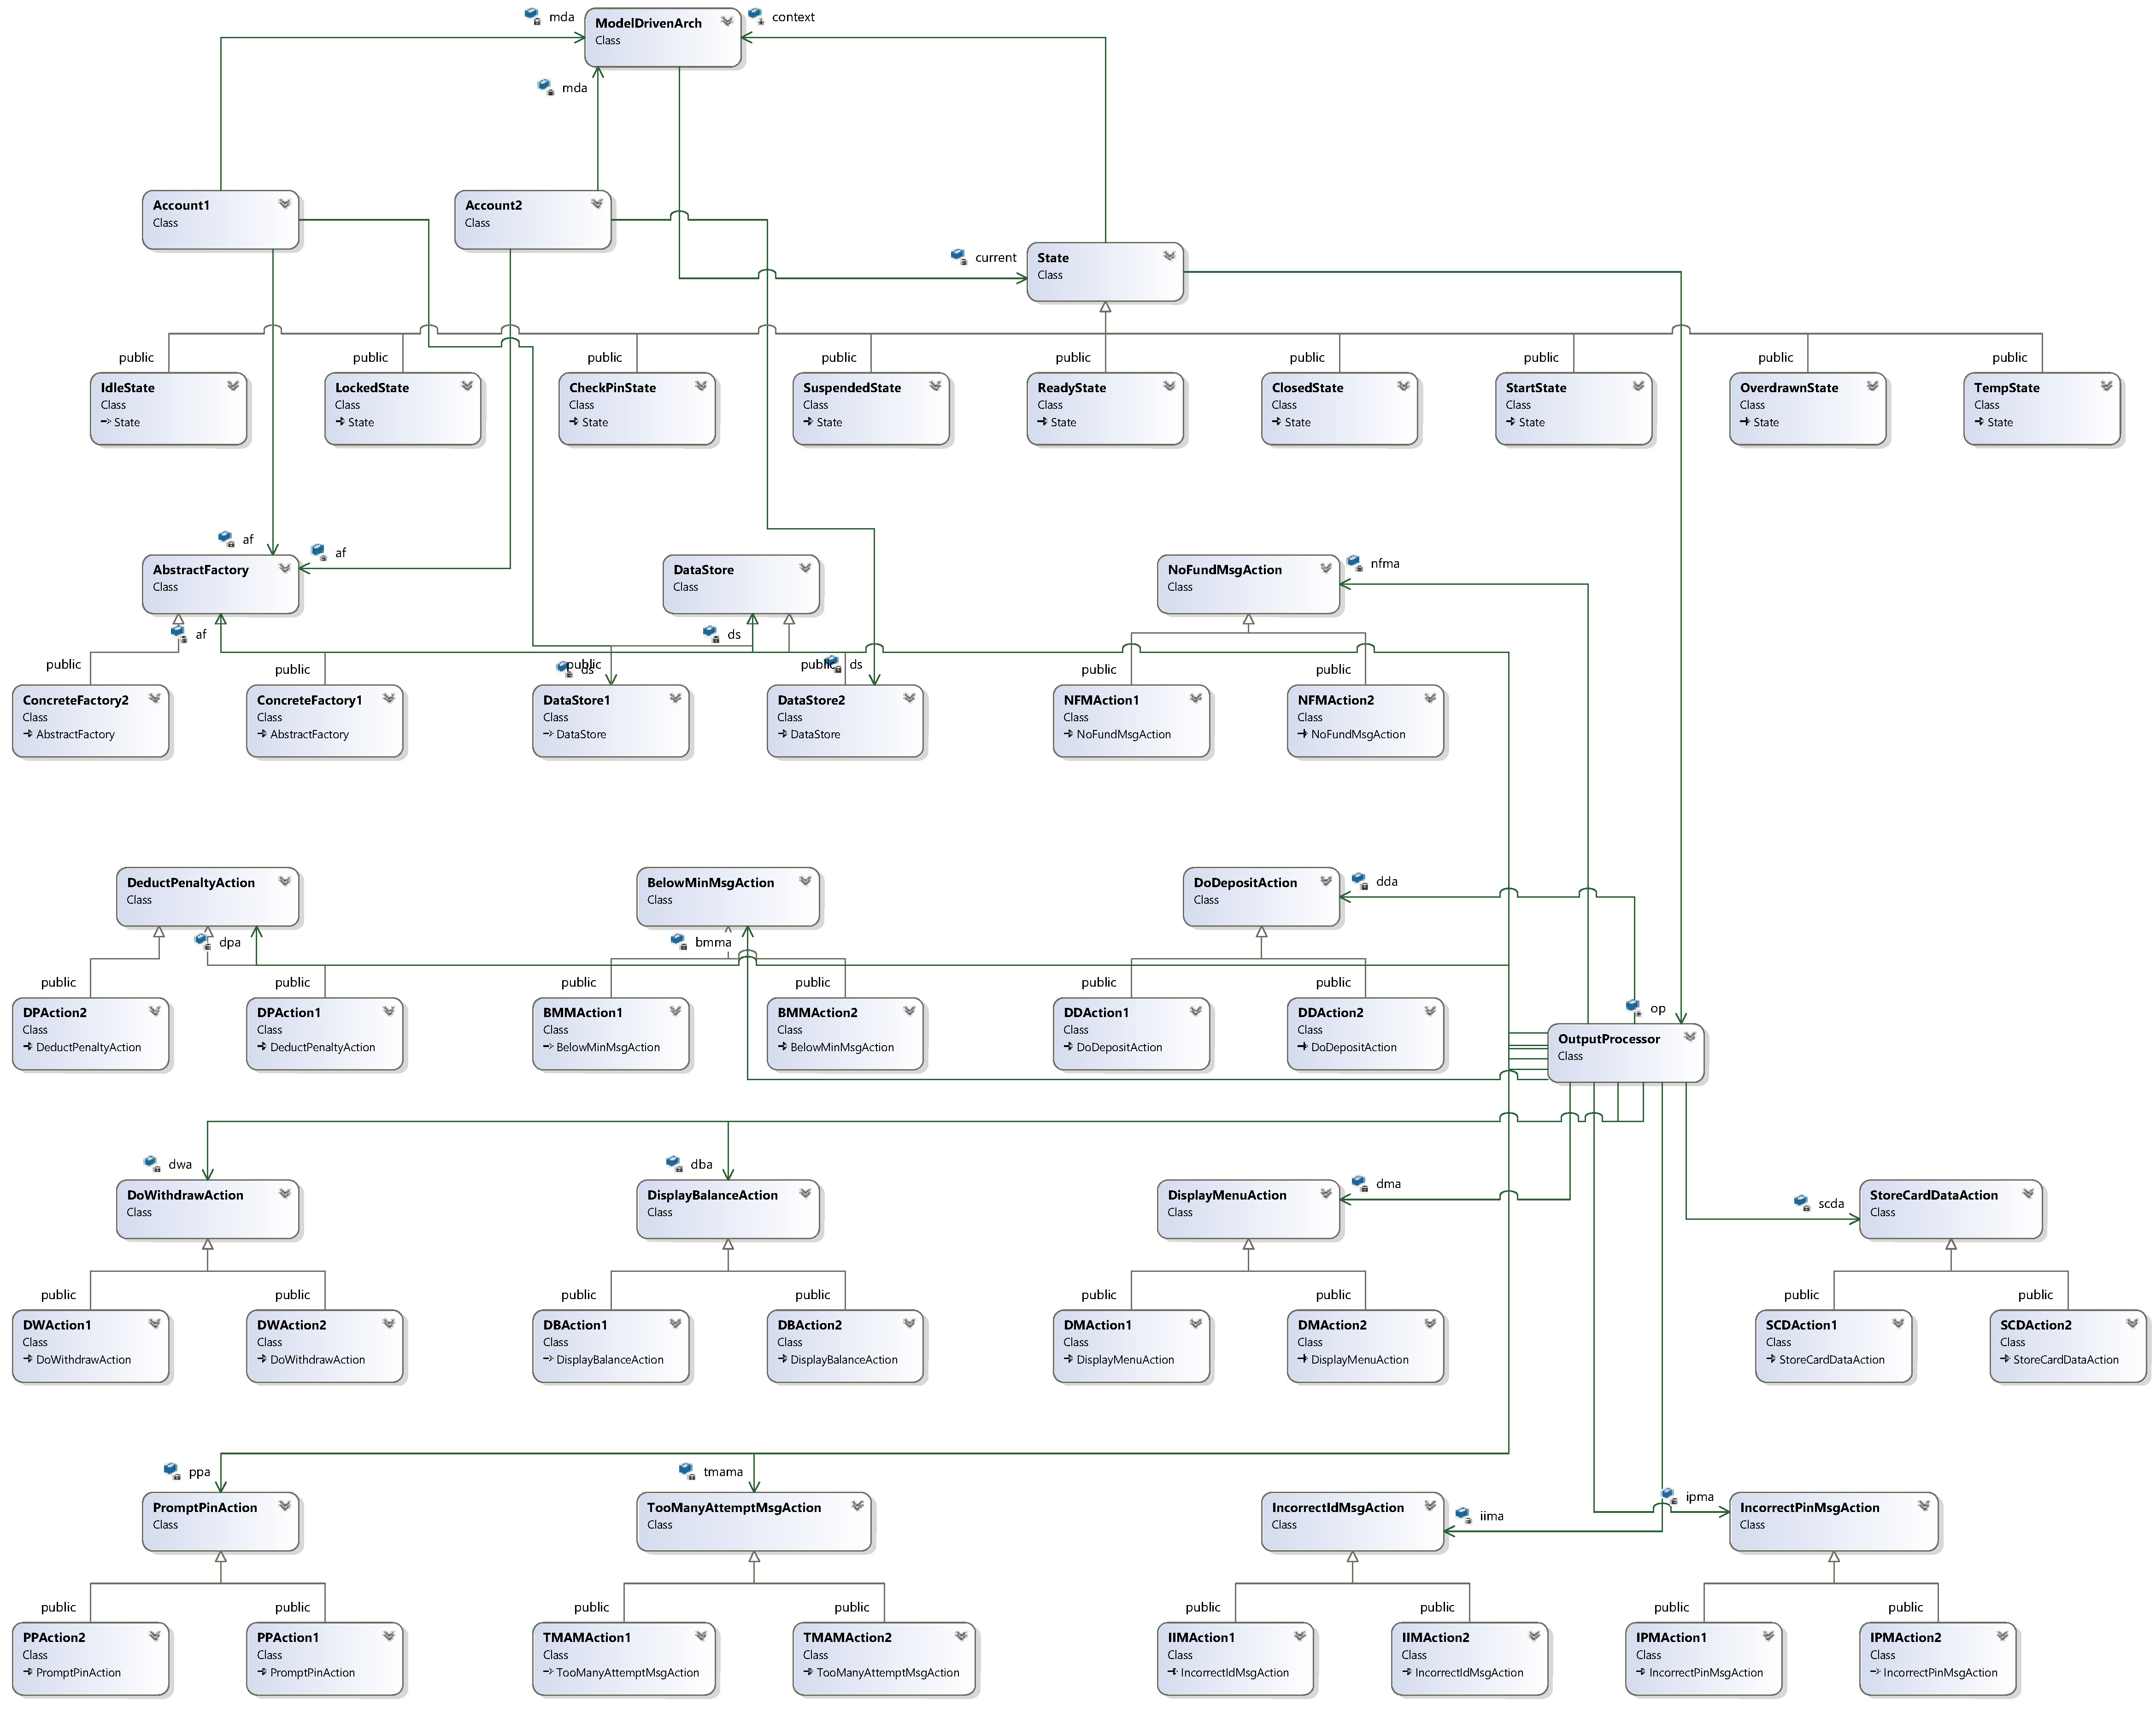 mda
ModelDrivenArch
Class
context
mda
Account1
Class
Account2
Class
current
State
Class
public
public
public
public
public
public
public
public
public
IdleState
Class
State
LockedState
Class
State
CheckPinState
Class
State
SuspendedState
Class
State
ReadyState
Class
State
ClosedState
Class
State
StartState
Class
State
OverdrawnState
Class
State
TempState
Class
State
af
af
AbstractFactory
Class
DataStore
Class
NoFundMsgAction
Class
nfma
af
ds
public
public
public
ds
public
ds
public
public
ConcreteFactory2
Class
AbstractFactory
ConcreteFactory1
Class
AbstractFactory
DataStore1
Class
DataStore
DataStore2
Class
DataStore
NFMAction1
Class
NoFundMsgAction
NFMAction2
Class
NoFundMsgAction
DeductPenaltyAction
Class
BelowMinMsgAction
Class
DoDepositAction
Class
dda
dpa
bmma
public
public
public
public
public
public
DPAction2
Class
DeductPenaltyAction
DPAction1
Class
DeductPenaltyAction
BMMAction1
Class
BelowMinMsgAction
BMMAction2
Class
BelowMinMsgAction
DDAction1
Class
DoDepositAction
DDAction2
Class
DoDepositAction
op
OutputProcessor
Class
dwa
DoWithdrawAction
Class
dba
DisplayBalanceAction
Class
dma
DisplayMenuAction
Class
scda
StoreCardDataAction
Class
public
public
public
public
public
public
public
public
DWAction1
Class
DoWithdrawAction
DWAction2
Class
DoWithdrawAction
DBAction1
Class
DisplayBalanceAction
DBAction2
Class
DisplayBalanceAction
DMAction1
Class
DisplayMenuAction
DMAction2
Class
DisplayMenuAction
SCDAction1
Class
StoreCardDataAction
SCDAction2
Class
StoreCardDataAction
ppa
PromptPinAction
Class
tmama
TooManyAttemptMsgAction
Class
iima
IncorrectIdMsgAction
Class
ipma
IncorrectPinMsgAction
Class
public
public
public
public
public
public
public
public
PPAction2
Class
PromptPinAction
PPAction1
Class
PromptPinAction
TMAMAction1
Class
TooManyAttemptMsgAction
TMAMAction2
Class
TooManyAttemptMsgAction
IIMAction1
Class
IncorrectIdMsgAction
IIMAction2
Class
IncorrectIdMsgAction
IPMAction1
Class
IncorrectPinMsgAction
IPMAction2
Class
IncorrectPinMsgAction